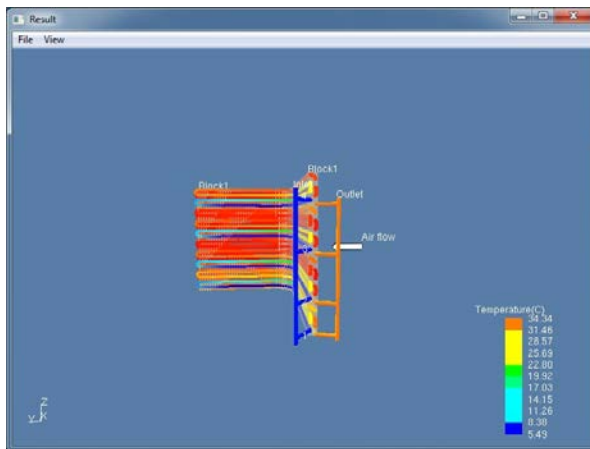 Result
File View
Block1
Block1
Outlet
Air flow
Temperature(C)
34.34
31.46
28.57
25.69
22.80
19.92
17.03
14.15
11.26
8.38
5.49
Z
Y X